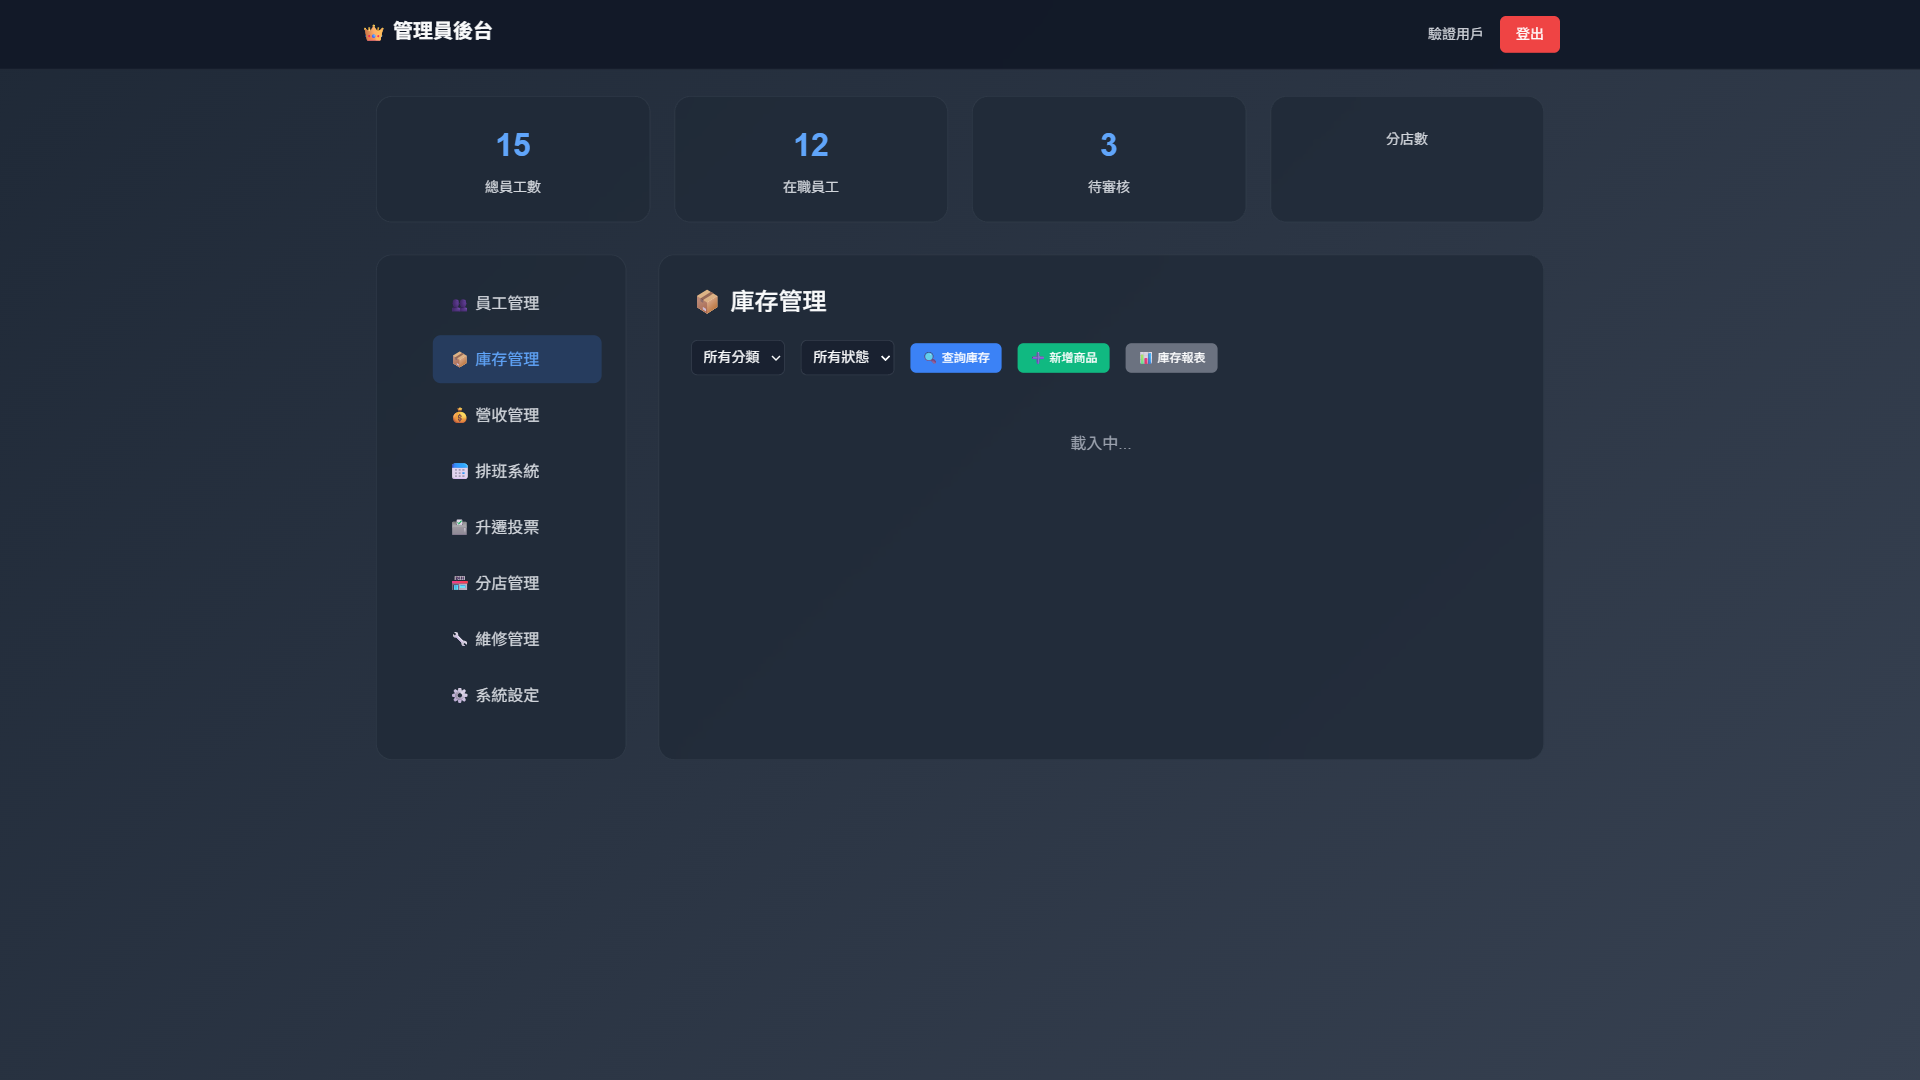 管理員後台
驗證用戶
登出
15
總員工數
12
在職員工
3
待審核
分店數
員工管理
庫存管理
營收管理
排班系統
升遷投票
分店管理
維修管理
系統設定
庫存管理
所有分類
所有狀態
查詢庫存
新增商品
庫存報表
載入中...